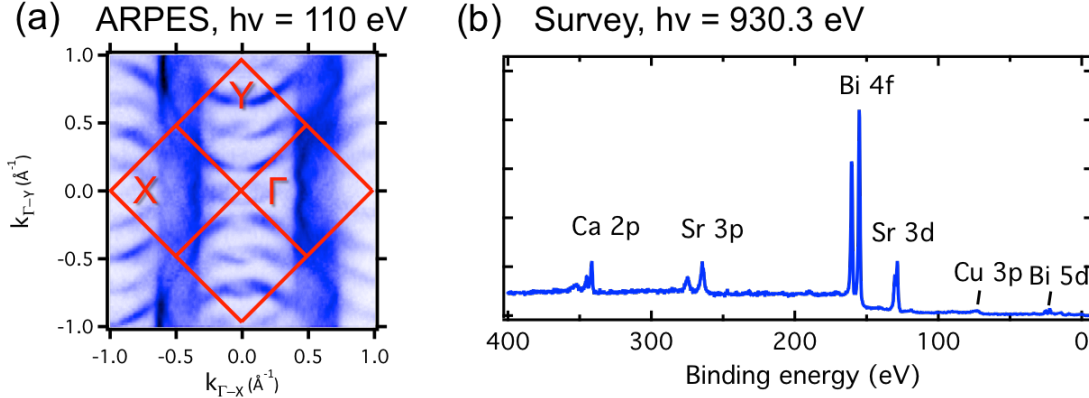 (a) ARPES, hv = 110 eV
1.0
0.5
0.0
-0.5
-1.0
k Γ–Y (Å-1)
Y
X Γ
-1.0 -0.5 0.0 0.5 1.0
k Γ–X (Å-1)
(b) Survey, hv = 930.3 eV
Bi 4f
Ca 2p Sr 3p Sr 3d
Cu 3p Bi 5d
400 300 200 100 0
Binding energy (eV)